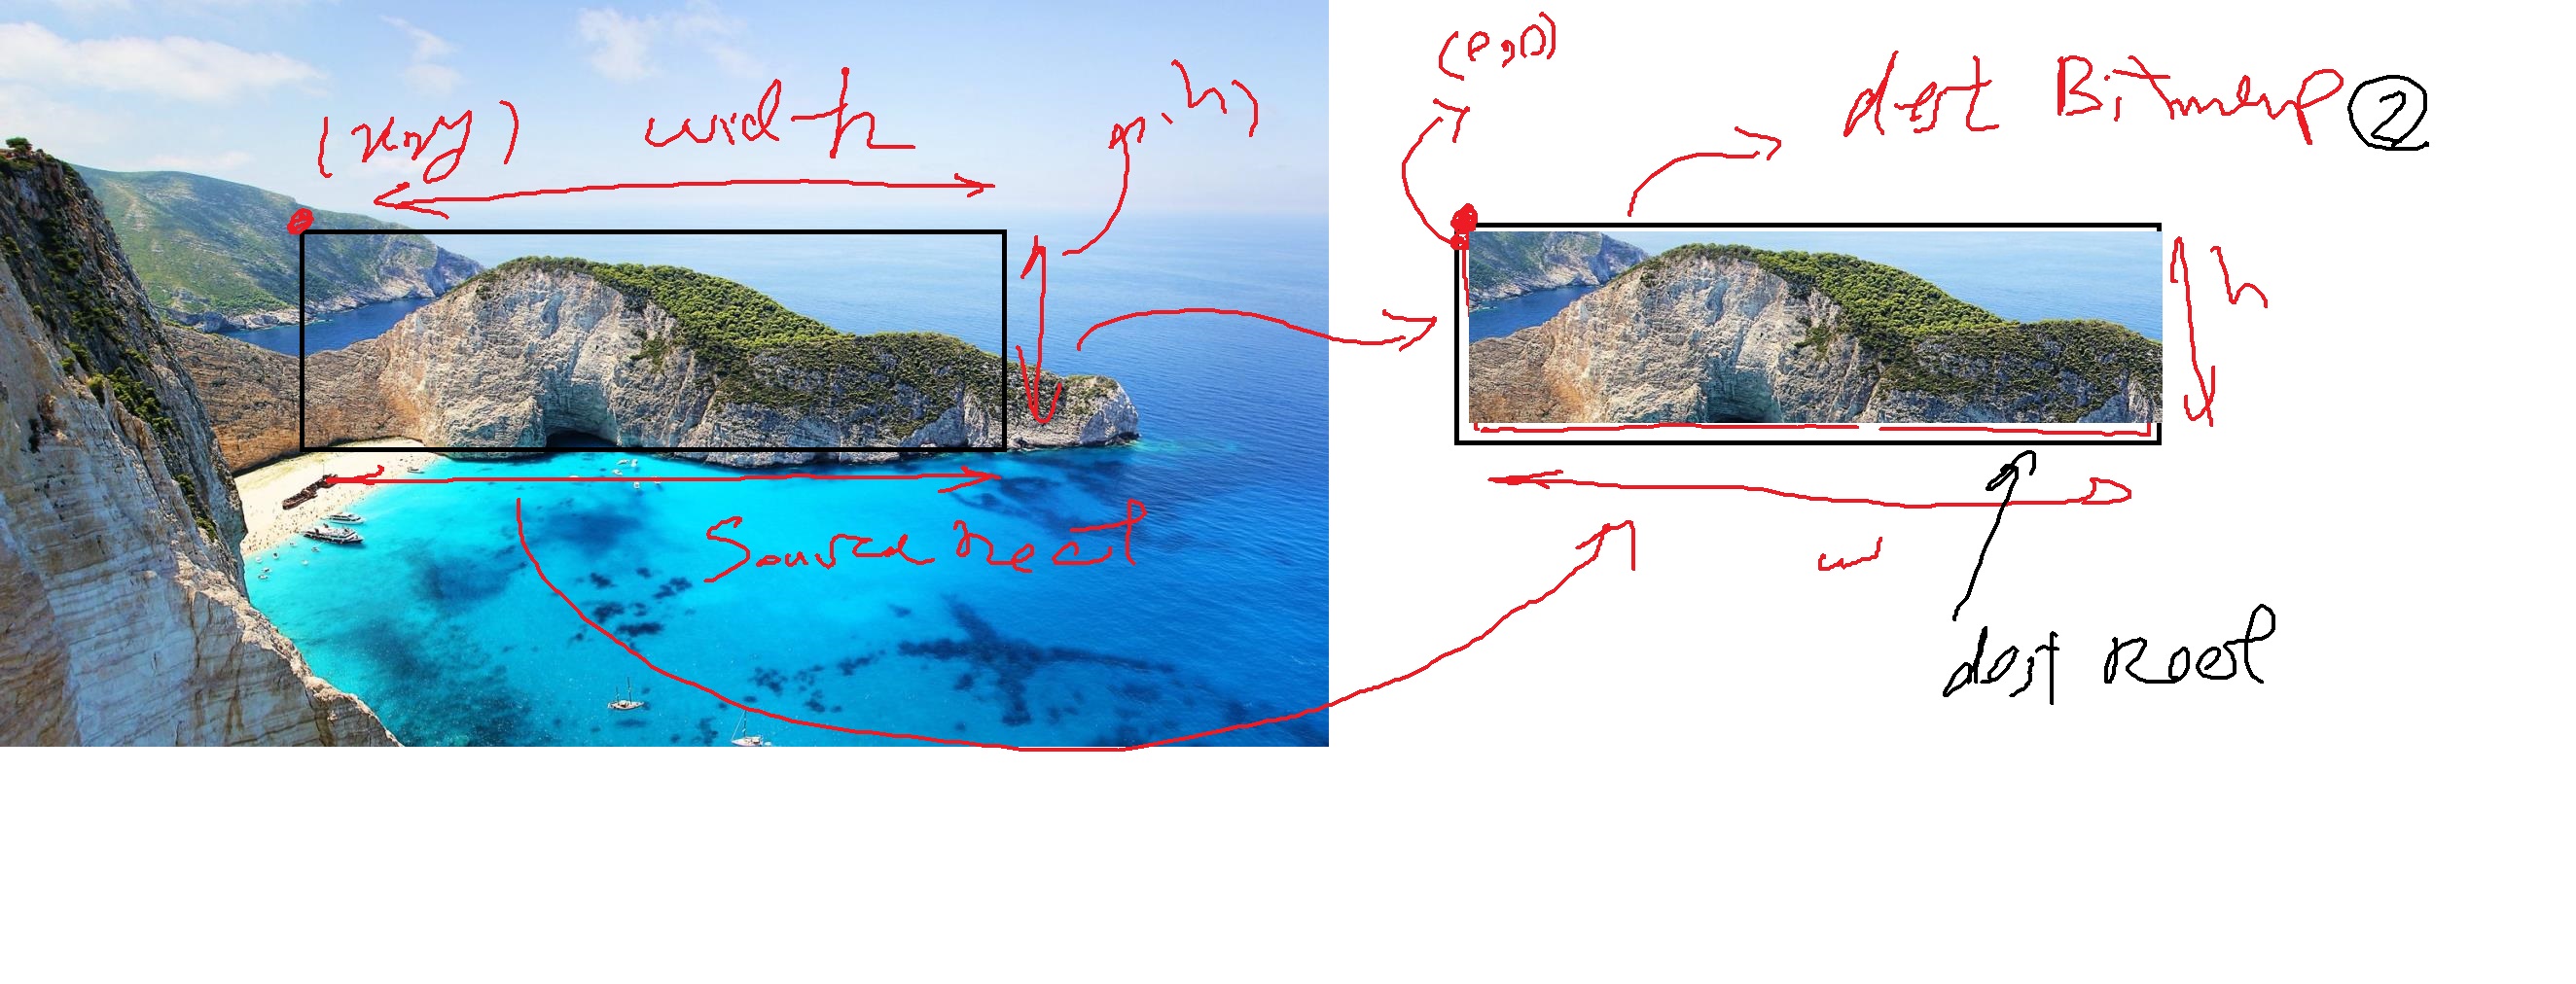 (x,y)
width
h)
Source Rect
(0,0)
dest Bitmap 2
h
w
dest Rect